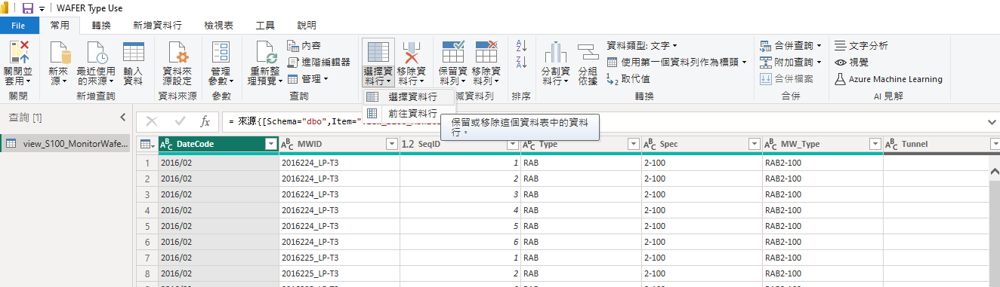 WAFER Type Use
File 常用 轉換 新增資料行 檢視表 工具 說明
關閉並套用 新來源 最近使用的來源 輸入資料 資料來源設定 管理參數 重新整理預覽 內容 進階編輯器 管理 選擇資料行 移除資料行 保留資料列 移除資料列 分割資料行 分組依據 資料類型: 文字 使用第一個資料列作為標頭 取代值 合併查詢 附加查詢 合併檔案 文字分析 視覺 Azure Machine Learning
關閉 新增查詢 資料來源 參數 查詢 減資料列 排序 轉換 合併 AI 見解
選擇資料行
前往資料行
保留或移除這個資料表中的資料
行。
查詢 [1]
= 來源{[Schema="dbo",Item=
view_S100_MonitorWafe...
DateCode MWID 1.2 SeqID Type Spec MW_Type Tunnel
1 2016/02 2016224_LP-T3 1 RAB 2-100 RAB2-100
2 2016/02 2016224_LP-T3 2 RAB 2-100 RAB2-100
3 2016/02 2016224_LP-T3 3 RAB 2-100 RAB2-100
4 2016/02 2016224_LP-T3 4 RAB 2-100 RAB2-100
5 2016/02 2016224_LP-T3 5 RAB 2-100 RAB2-100
6 2016/02 2016224_LP-T3 6 RAB 2-100 RAB2-100
7 2016/02 2016225_LP-T3 1 RAB 2-100 RAB2-100
8 2016/02 2016225_LP-T3 2 RAB 2-100 RAB2-100